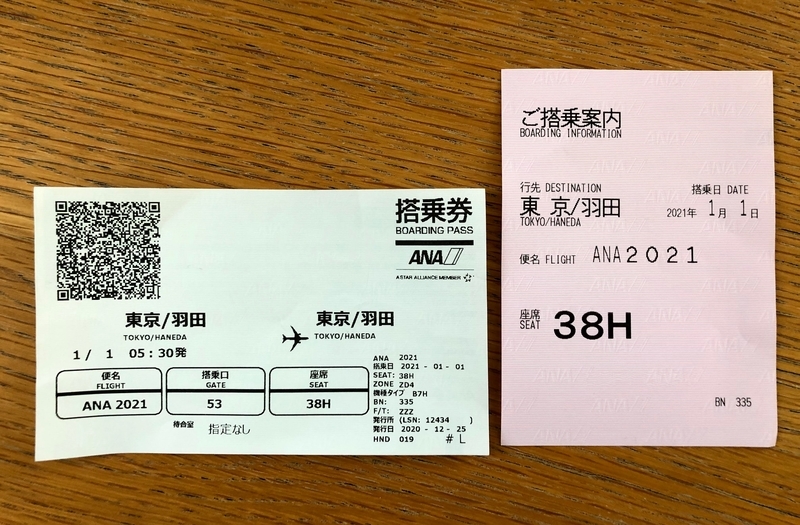 搭乗券
BOARDING PASS
ANA
A STAR ALLIANCE MEMBER
東京/羽田
TOKYO/HANEDA
東京/羽田
TOKYO/HANEDA
1/ 1 05:30発
便名
FLIGHT
ANA 2021
搭乗口
GATE
53
座席
SEAT
38H
待合室 指定なし
ANA 2021
搭乗日 2021 - 01 - 01
SEAT: 38H
ZONE ZD4
機種タイプ B7H
BN: 335
F/T: ZZZ
発行所 (LSN: 12434 )
発行日 2020 - 12 - 25
HND 019 #L
ご搭乗案内
BOARDING INFORMATION
行先 DESTINATION
東 京/羽田
TOKYO/HANEDA
搭乗日 DATE
2021年 1月 1日
便名 FLIGHT ANA2021
座席
SEAT 38H
BN 335